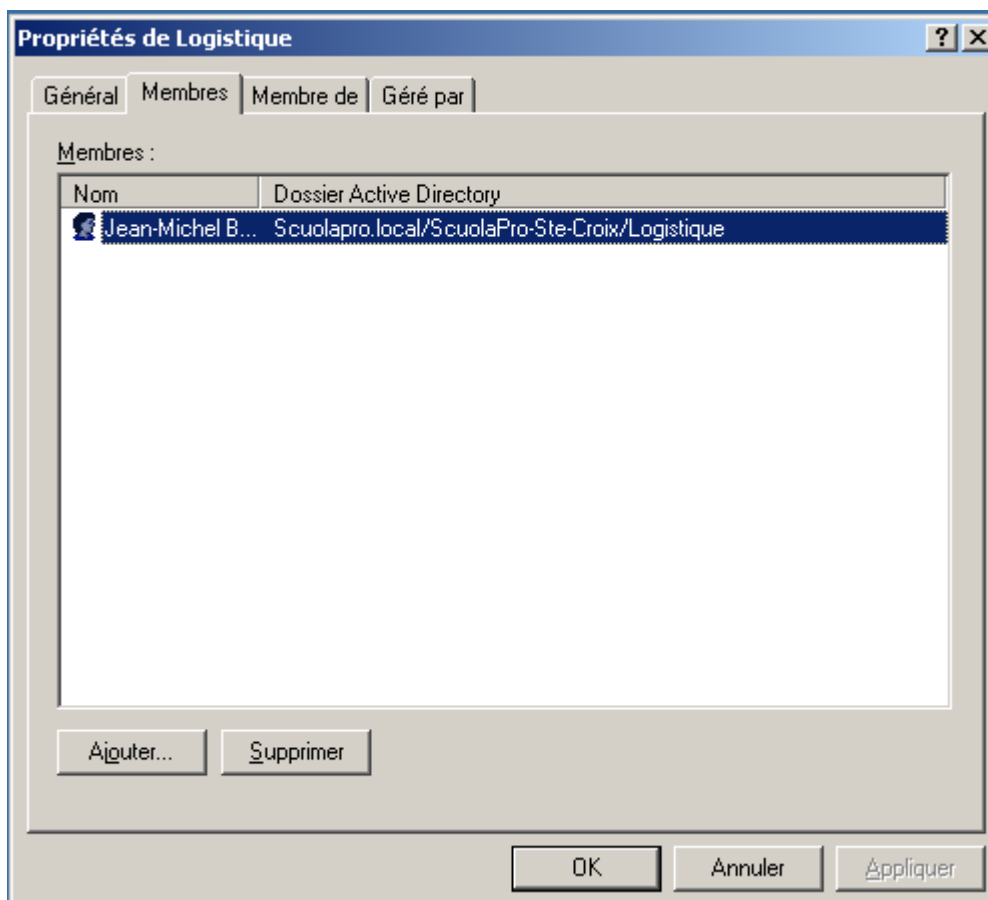 Propriétés de Logistique
Général Membres Membre de Géré par
Membres :
Nom Dossier Active Directory
Jean-Michel B... Scuolapro.local/ScuolaPro-Ste-Croix/Logistique
Ajouter... Supprimer
OK Annuler Appliquer